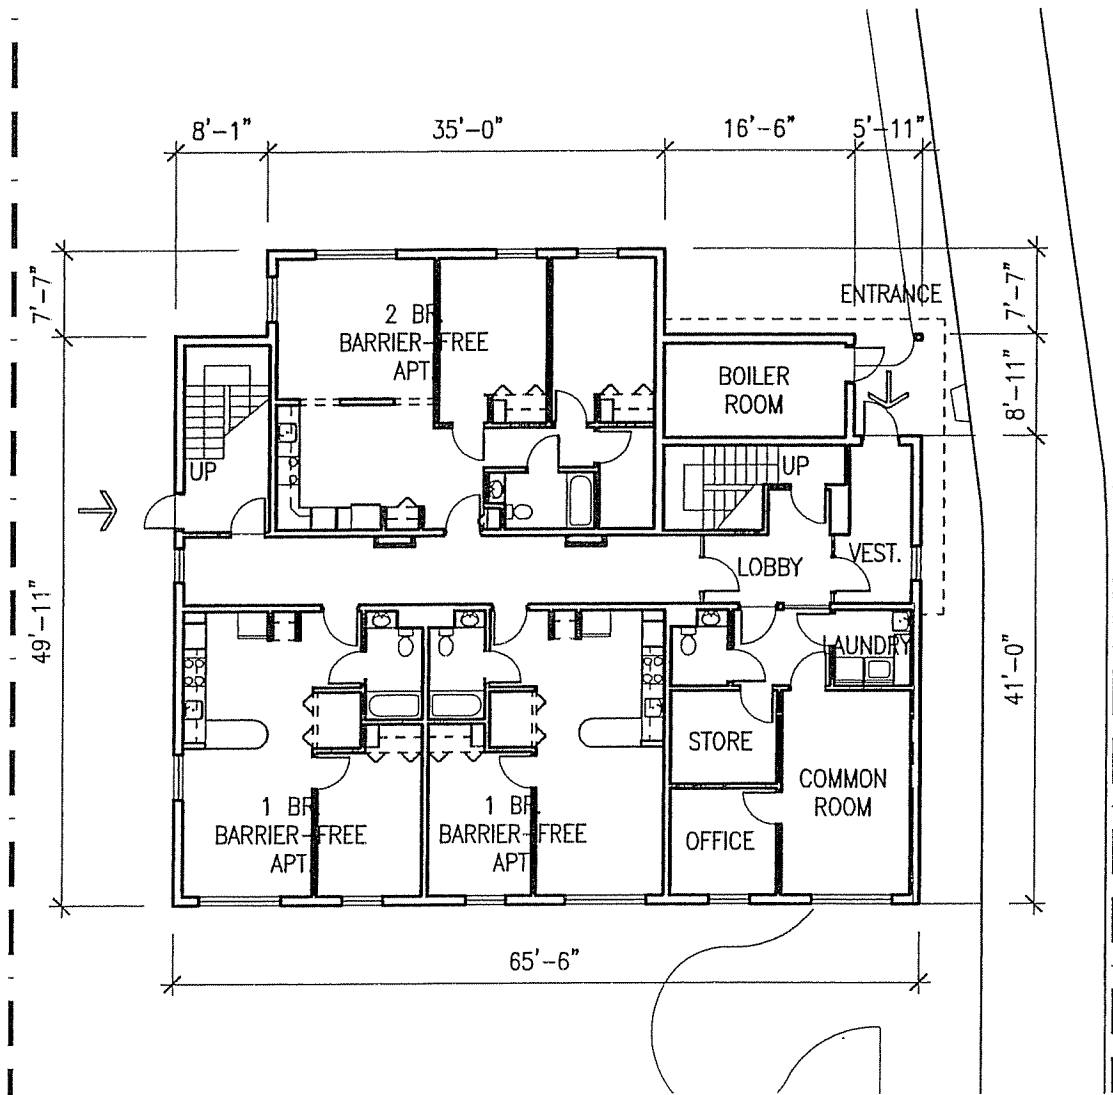 8'-1"
35'-0"
16'-6"
5'-11"
7'-7"
7'-7"
ENTRANCE
2 BR.
BARRIER-FREE
APT
BOILER
ROOM
8'-11"
UP
UP
VEST.
LOBBY
49'-11"
LAUNDRY
41'-0"
STORE
COMMON
ROOM
1 BR.
BARRIER-FREE
APT
1 BR.
BARRIER-FREE
APT
OFFICE
65'-6"